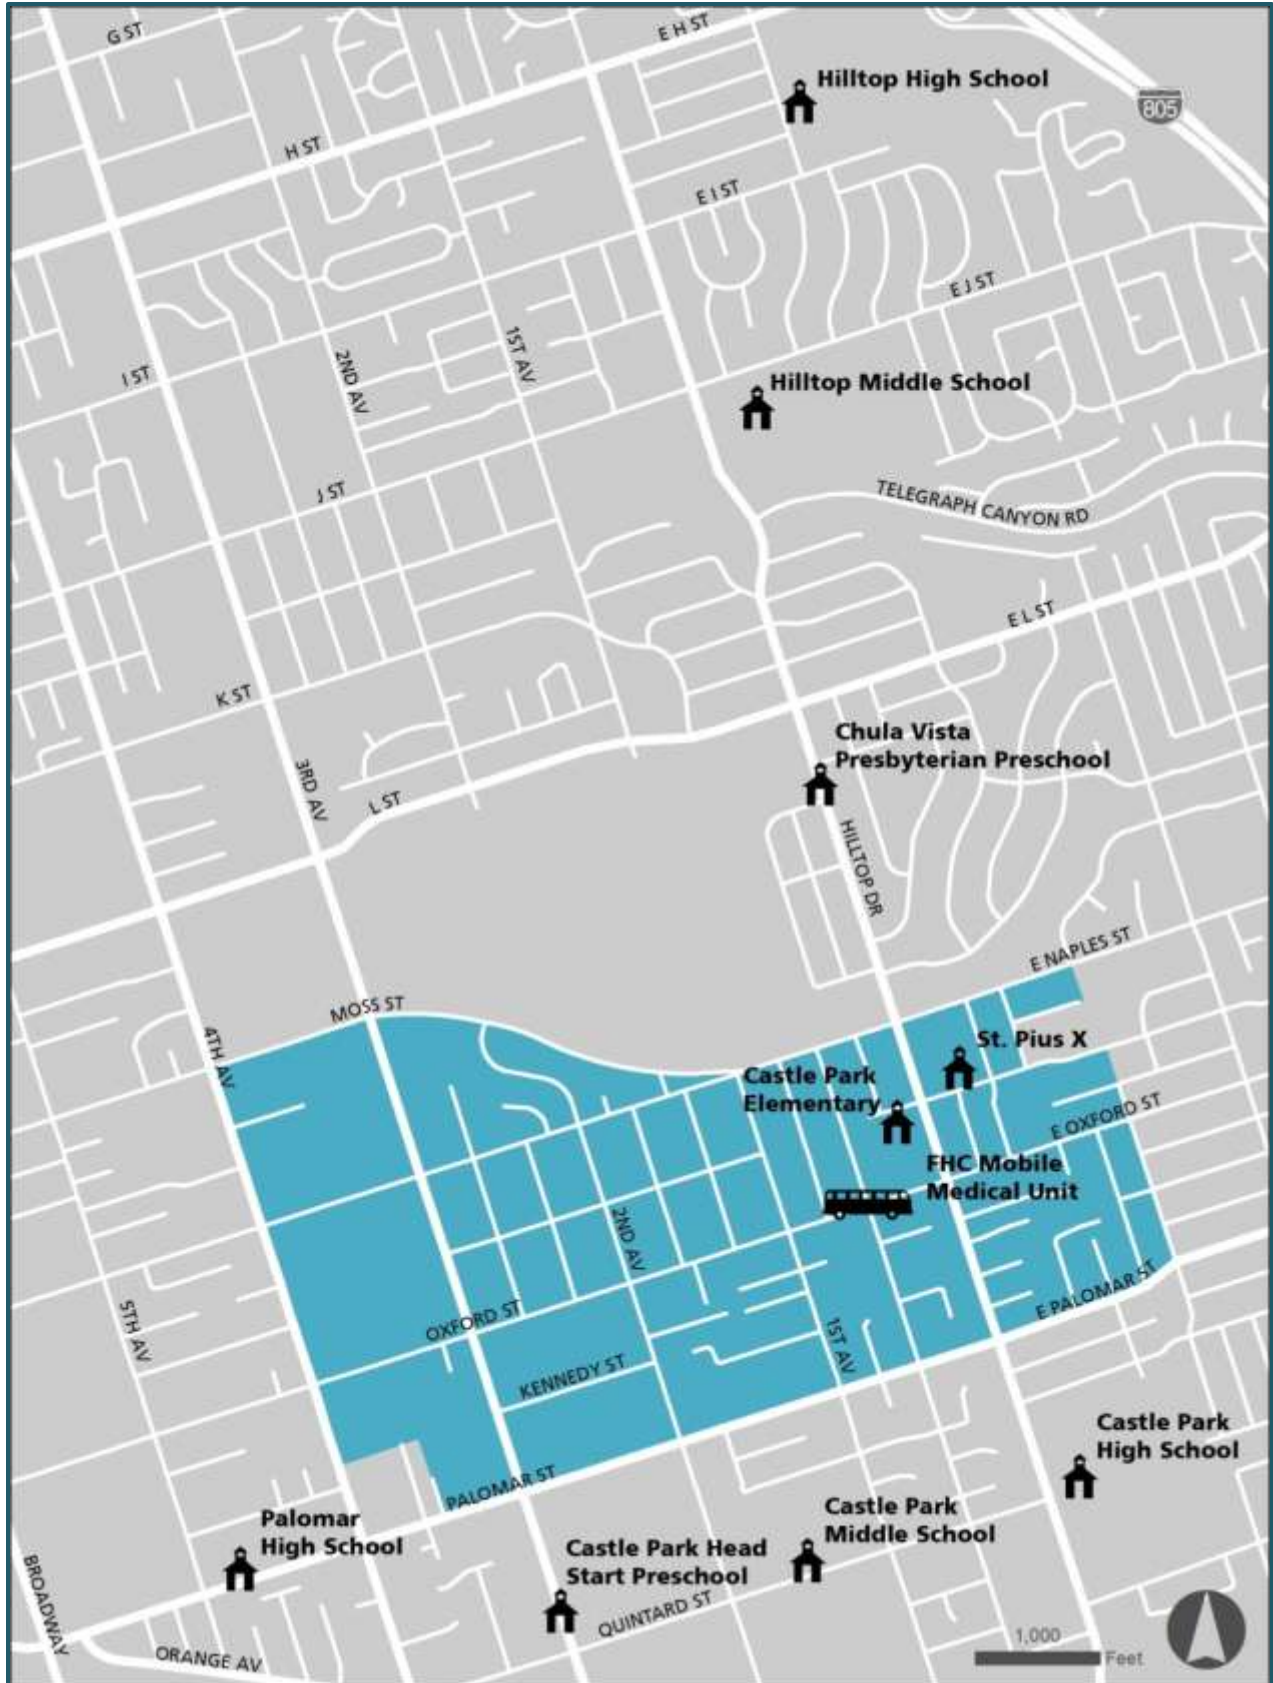 G ST
E H ST
Hilltop High School
805
H ST
E I ST
E J ST
1ST AV
2ND AV
I ST
Hilltop Middle School
J ST
TELEGRAPH CANYON RD
E L ST
K ST
Chula Vista
Presbyterian Preschool
3RD AV
L ST
HILLTOP DR
E NAPLES ST
MOSS ST
4TH AV
St. Pius X
Castle Park
Elementary
E OXFORD ST
FHC Mobile
Medical Unit
2ND AV
E PALOMAR ST
5TH AV
OXFORD ST
1ST AV
KENNEDY ST
Castle Park
High School
PALOMAR ST
Castle Park
Middle School
Palomar
High School
Castle Park Head
Start Preschool
BROADWAY
QUINTARD ST
ORANGE AV
1,000
Feet